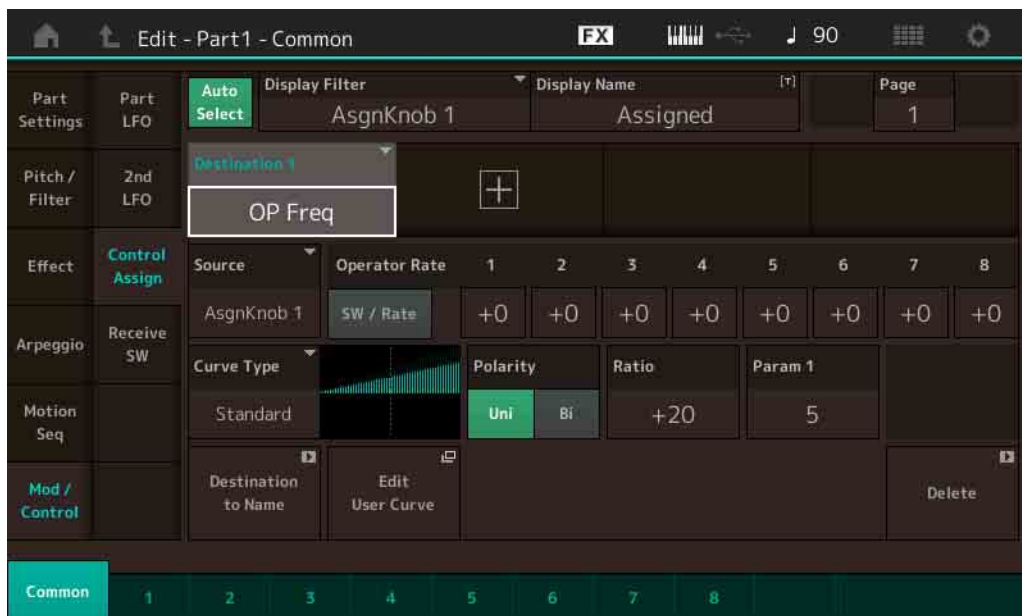 Edit - Part1 - Common
FX
90
Part Settings
Part LFO
Auto Select
Display Filter
AsgnKnob 1
Display Name
[T]
Assigned
Page
1
Pitch / Filter
2nd LFO
Destination 1
OP Freq
Effect
Control Assign
Source
Operator Rate 1 2 3 4 5 6 7 8
AsgnKnob 1
SW / Rate
+0 +0 +0 +0 +0 +0 +0 +0
Arpeggio
Receive SW
Curve Type
Polarity
Ratio
Param 1
Standard
Uni
Bi
+20
5
Motion Seq
Mod / Control
Destination to Name
Edit User Curve
Delete
Common 1 2 3 4 5 6 7 8